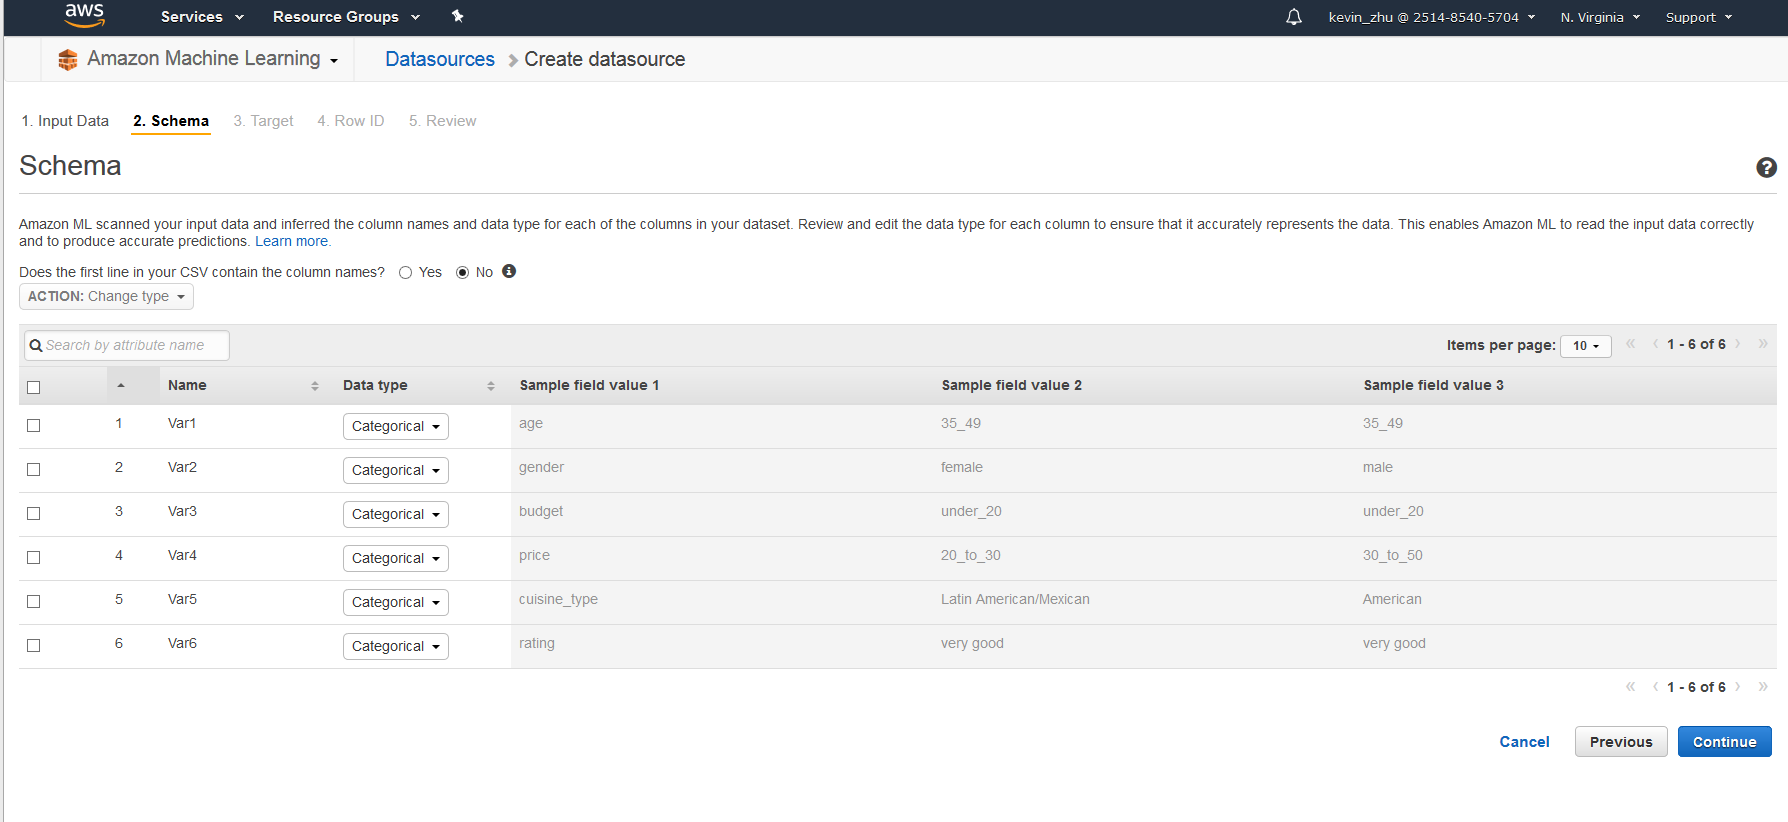 aws Services Resource Groups kevin_zhu @ 2514-8540-5704 N. Virginia Support
Amazon Machine Learning Datasources Create datasource
1. Input Data 2. Schema 3. Target 4. Row ID 5. Review
Schema
Amazon ML scanned your input data and inferred the column names and data type for each of the columns in your dataset. Review and edit the data type for each column to ensure that it accurately represents the data. This enables Amazon ML to read the input data correctly
and to produce accurate predictions. Learn more.
Does the first line in your CSV contain the column names? Yes No
ACTION: Change type
Search by attribute name Items per page: 10 « ‹ 1 - 6 of 6 › »
Name Data type Sample field value 1 Sample field value 2 Sample field value 3
1 Var1 Categorical age 35_49 35_49
2 Var2 Categorical gender female male
3 Var3 Categorical budget under_20 under_20
4 Var4 Categorical price 20_to_30 30_to_50
5 Var5 Categorical cuisine_type Latin American/Mexican American
6 Var6 Categorical rating very good very good
« ‹ 1 - 6 of 6 › »
Cancel Previous Continue